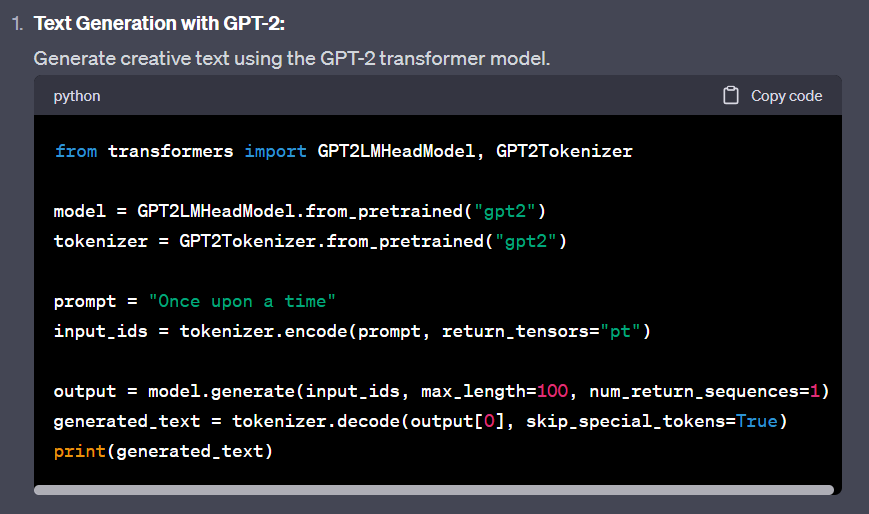 1. Text Generation with GPT-2:
Generate creative text using the GPT-2 transformer model.
python Copy code
from transformers import GPT2LMHeadModel, GPT2Tokenizer
model = GPT2LMHeadModel.from_pretrained("gpt2")
tokenizer = GPT2Tokenizer.from_pretrained("gpt2")
prompt = "Once upon a time"
input_ids = tokenizer.encode(prompt, return_tensors="pt")
output = model.generate(input_ids, max_length=100, num_return_sequences=1)
generated_text = tokenizer.decode(output[0], skip_special_tokens=True)
print(generated_text)